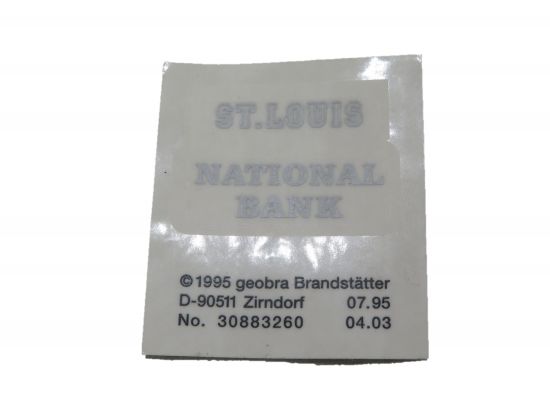 ST.LOUIS
NATIONAL
BANK
©1995 geobra Brandstätter
D-90511 Zirndorf 07.95
No. 30883260 04.03